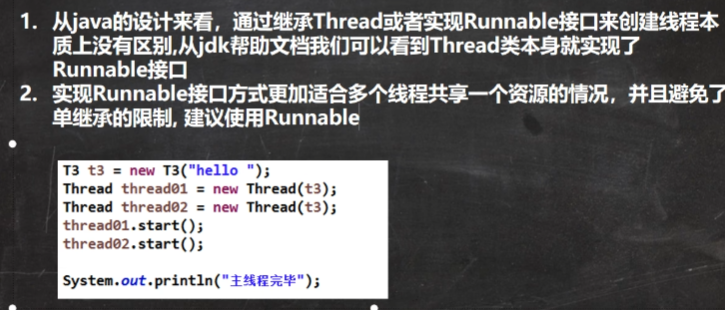 1. 从java的设计来看，通过继承Thread或者实现Runnable接口来创建线程本
质上没有区别,从jdk帮助文档我们可以看到Thread类本身就实现了
Runnable接口
2. 实现Runnable接口方式更加适合多个线程共享一个资源的情况，并且避免了
单继承的限制, 建议使用Runnable
T3 t3 = new T3("hello ");
Thread thread01 = new Thread(t3);
Thread thread02 = new Thread(t3);
thread01.start();
thread02.start();
System.out.println("主线程完毕");